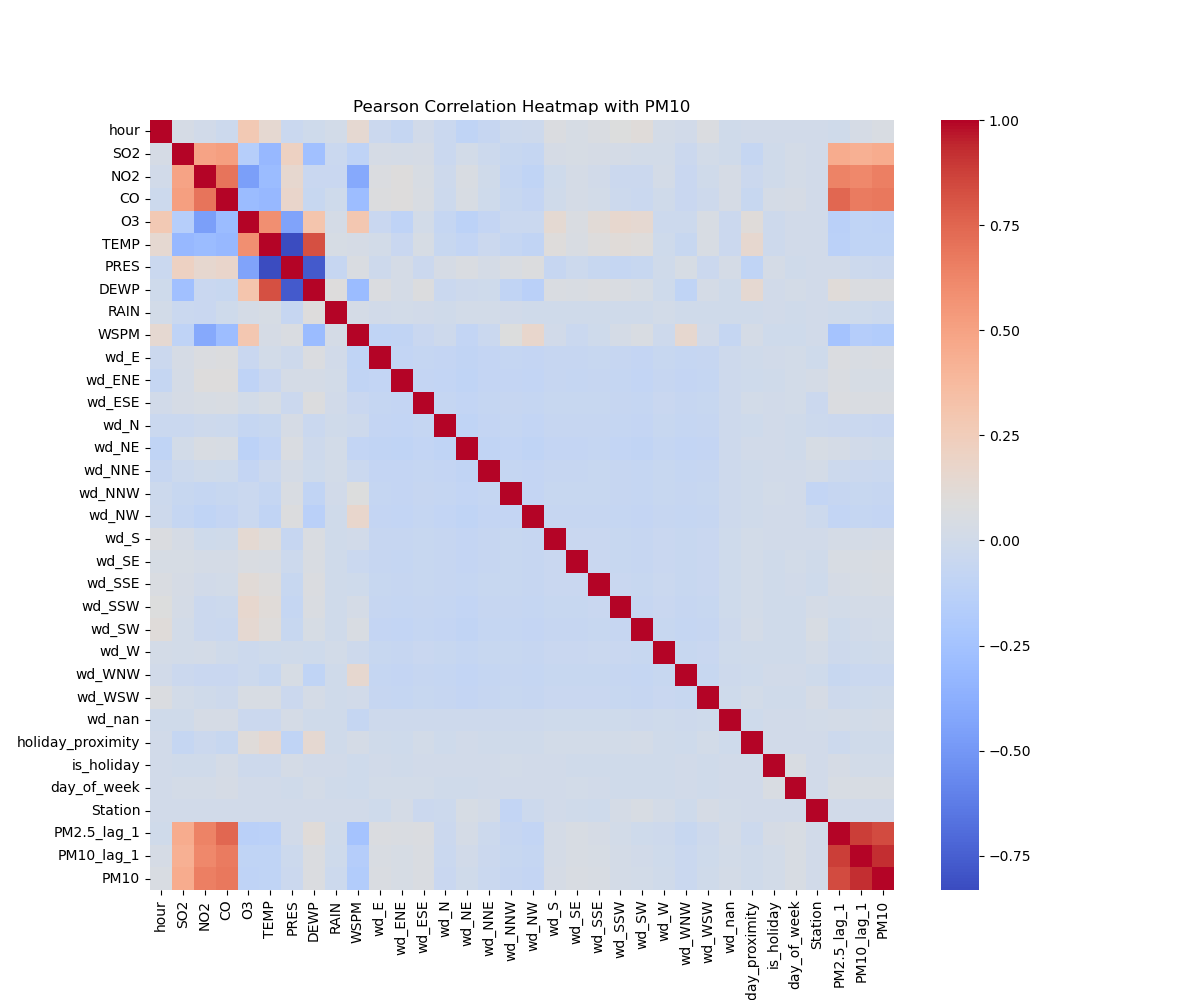 Pearson Correlation Heatmap with PM10
hour
SO2
NO2
CO
O3
TEMP
PRES
DEWP
RAIN
WSPM
wd_E
wd_ENE
wd_ESE
wd_N
wd_NE
wd_NNE
wd_NNW
wd_NW
wd_S
wd_SE
wd_SSE
wd_SSW
wd_SW
wd_W
wd_WNW
wd_WSW
wd_nan
holiday_proximity
is_holiday
day_of_week
Station
PM2.5_lag_1
PM10_lag_1
PM10
hour
SO2
NO2
CO
O3
TEMP
PRES
DEWP
RAIN
WSPM
wd_E
wd_ENE
wd_ESE
wd_N
wd_NE
wd_NNE
wd_NNW
wd_NW
wd_S
wd_SE
wd_SSE
wd_SSW
wd_SW
wd_W
wd_WNW
wd_WSW
wd_nan
day_proximity
is_holiday
day_of_week
Station
PM2.5_lag_1
PM10_lag_1
PM10
1.00
0.75
0.50
0.25
0.00
−0.25
−0.50
−0.75